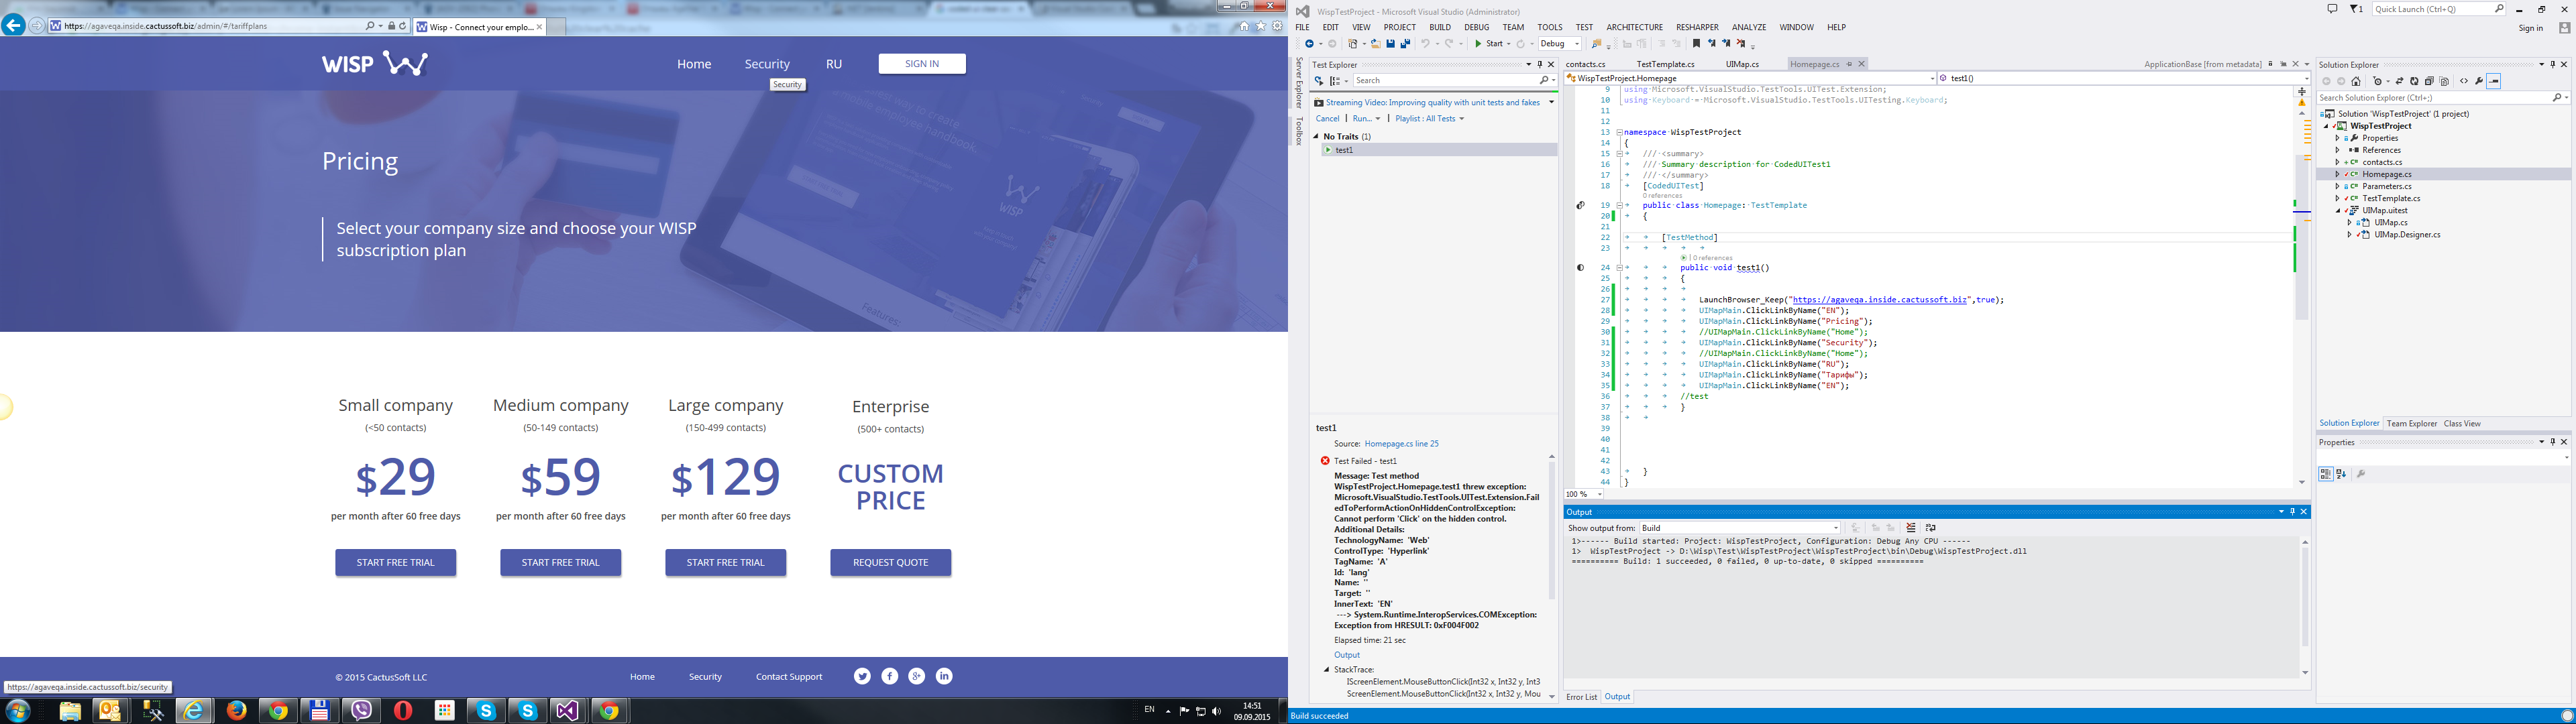 https://agaveqa.inside.cactussoft.biz/admin/#/tariffplans
Wisp - Connect your emplo...
WISP
Home
Security
RU
SIGN IN
Security
Pricing
Select your company size and choose your WISP
subscription plan
Small company
(<50 contacts)
$29
per month after 60 free days
START FREE TRIAL
Medium company
(50-149 contacts)
$59
per month after 60 free days
START FREE TRIAL
Large company
(150-499 contacts)
$129
per month after 60 free days
START FREE TRIAL
Enterprise
(500+ contacts)
CUSTOM
PRICE
REQUEST QUOTE
© 2015 CactusSoft LLC
Home
Security
Contact Support
https://agaveqa.inside.cactussoft.biz/security
EN
14:51
09.09.2015
WispTestProject - Microsoft Visual Studio (Administrator)
1
Quick Launch (Ctrl+Q)
FILE EDIT VIEW PROJECT BUILD DEBUG TEAM TOOLS TEST ARCHITECTURE RESHARPER ANALYZE WINDOW HELP
Sign in
Start
Debug
Server Explorer
Toolbox
Test Explorer
Search
Streaming Video: Improving quality with unit tests and fakes
Cancel | Run... | Playlist : All Tests
No Traits (1)
test1
test1
Source: Homepage.cs line 25
Test Failed - test1
Message: Test method
WispTestProject.Homepage.test1 threw exception:
Microsoft.VisualStudio.TestTools.UITest.Extension.Fail
edToPerformActionOnHiddenControlException:
Cannot perform 'Click' on the hidden control.
Additional Details:
TechnologyName: 'Web'
ControlType: 'Hyperlink'
TagName: 'A'
Id: 'lang'
Name: ''
Target: ''
InnerText: 'EN'
---> System.Runtime.InteropServices.COMException:
Exception from HRESULT: 0xF004F002
Elapsed time: 21 sec
Output
StackTrace:
IScreenElement.MouseButtonClick(Int32 x, Int32 y, Int3
ScreenElement.MouseButtonClick(Int32 x, Int32 y, Mou
contacts.cs
TestTemplate.cs
UIMap.cs
Homepage.cs
ApplicationBase [from metadata]
WispTestProject.Homepage
test1()
9 using Microsoft.VisualStudio.TestTools.UITest.Extension;
10 using Keyboard = Microsoft.VisualStudio.TestTools.UITesting.Keyboard;
11
12
13 namespace WispTestProject
14 {
15 /// <summary>
16 /// Summary description for CodedUITest1
17 /// </summary>
18 [CodedUITest]
0 references
19 public class Homepage: TestTemplate
20 {
21
22 [TestMethod]
23
| 0 references
24 public void test1()
25 {
26
27 LaunchBrowser_Keep("https://agaveqa.inside.cactussoft.biz",true);
28 UIMapMain.ClickLinkByName("EN");
29 UIMapMain.ClickLinkByName("Pricing");
30 //UIMapMain.ClickLinkByName("Home");
31 UIMapMain.ClickLinkByName("Security");
32 //UIMapMain.ClickLinkByName("Home");
33 UIMapMain.ClickLinkByName("RU");
34 UIMapMain.ClickLinkByName("Тарифы");
35 UIMapMain.ClickLinkByName("EN");
36 //test
37 }
38
39
40
41
42
43 }
44 }
100 %
Output
Show output from: Build
1>------ Build started: Project: WispTestProject, Configuration: Debug Any CPU ------
1> WispTestProject -> D:\Wisp\Test\WispTestProject\WispTestProject\bin\Debug\WispTestProject.dll
========== Build: 1 succeeded, 0 failed, 0 up-to-date, 0 skipped ==========
Error List
Output
Solution Explorer
Search Solution Explorer (Ctrl+;)
Solution 'WispTestProject' (1 project)
WispTestProject
Properties
References
contacts.cs
Homepage.cs
Parameters.cs
TestTemplate.cs
UIMap.uitest
UIMap.cs
UIMap.Designer.cs
Solution Explorer Team Explorer Class View
Properties
Build succeeded